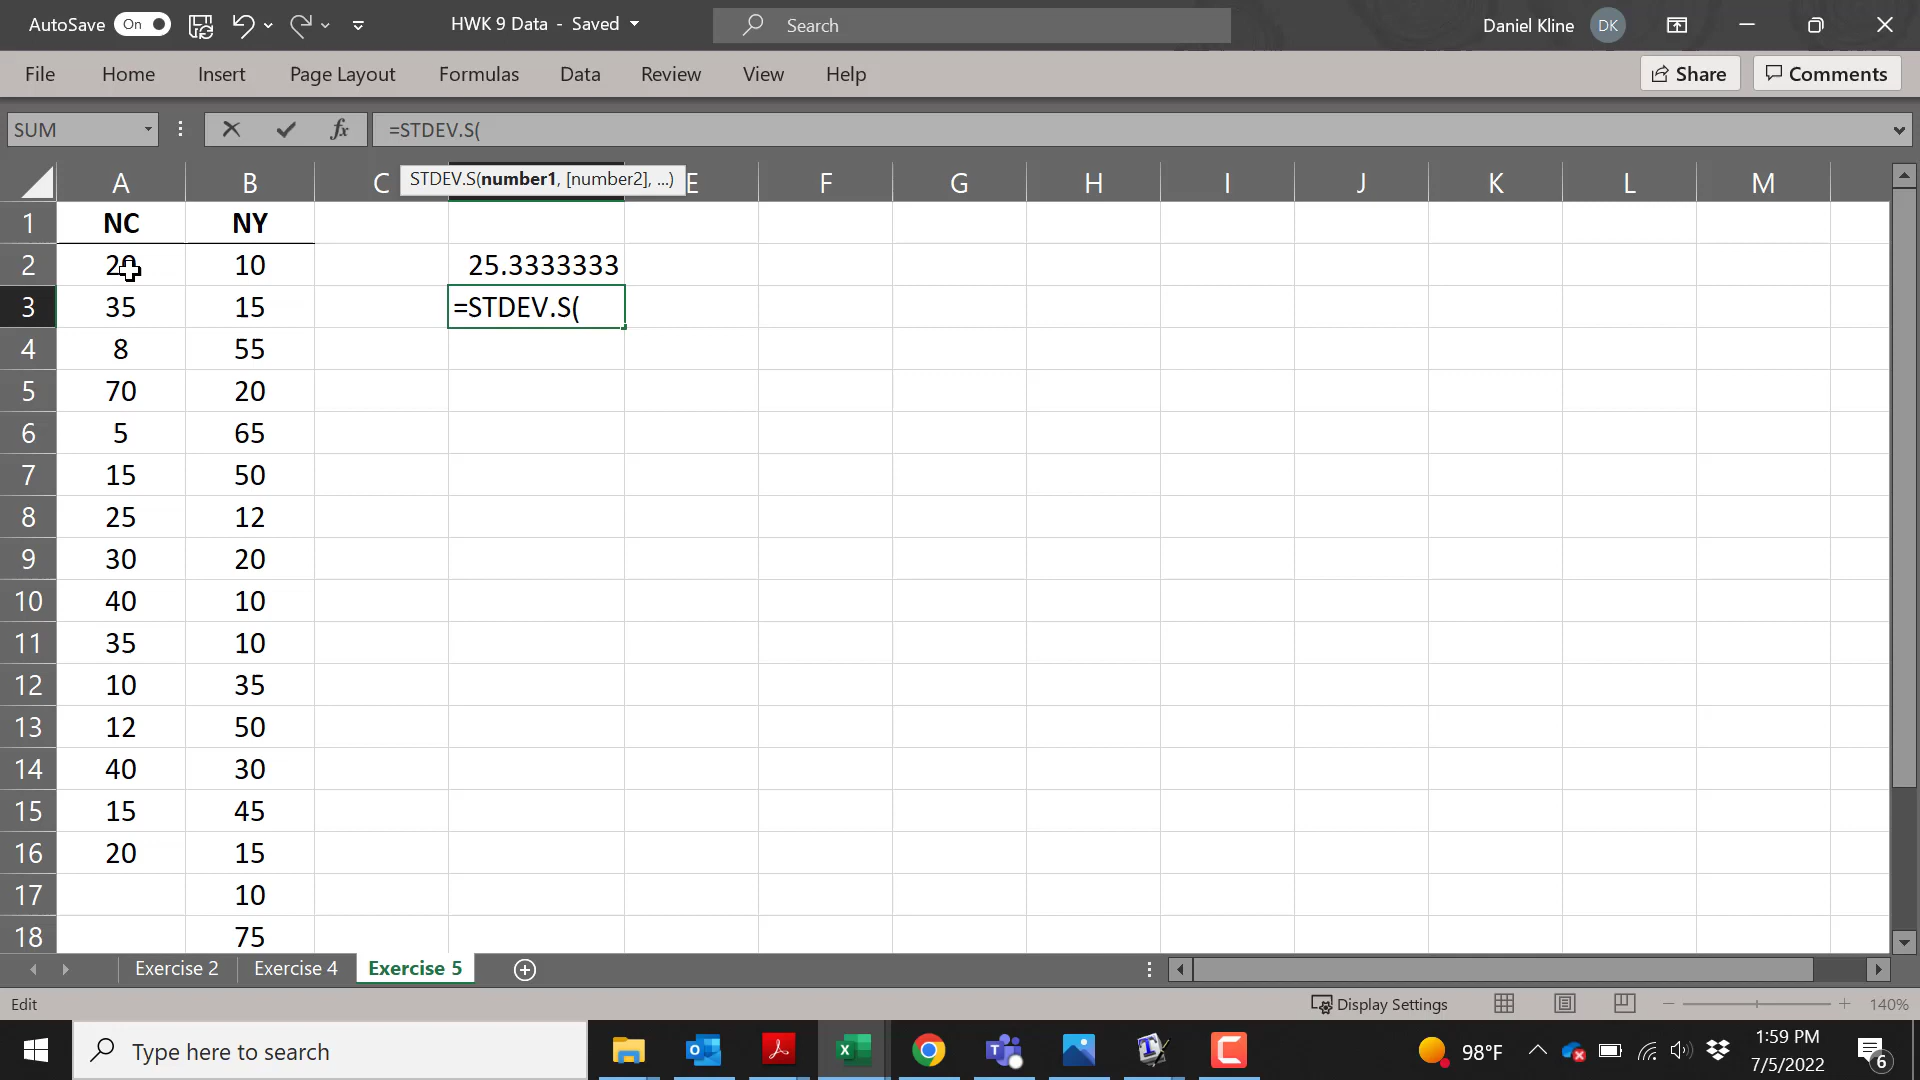 AutoSave On HWK 9 Data - Saved Search Daniel Kline DK
File Home Insert Page Layout Formulas Data Review View Help Share Comments
SUM fx =STDEV.S(
STDEV.S(number1, [number2], ...)
A B C E F G H I J K L M
1 NC NY
2 20 10 25.3333333
3 35 15 =STDEV.S(
4 8 55
5 70 20
6 5 65
7 15 50
8 25 12
9 30 20
10 40 10
11 35 10
12 10 35
13 12 50
14 40 30
15 15 45
16 20 15
17 10
18 75
Exercise 2 Exercise 4 Exercise 5
Edit Display Settings 140%
Type here to search 98°F 1:59 PM
7/5/2022 6